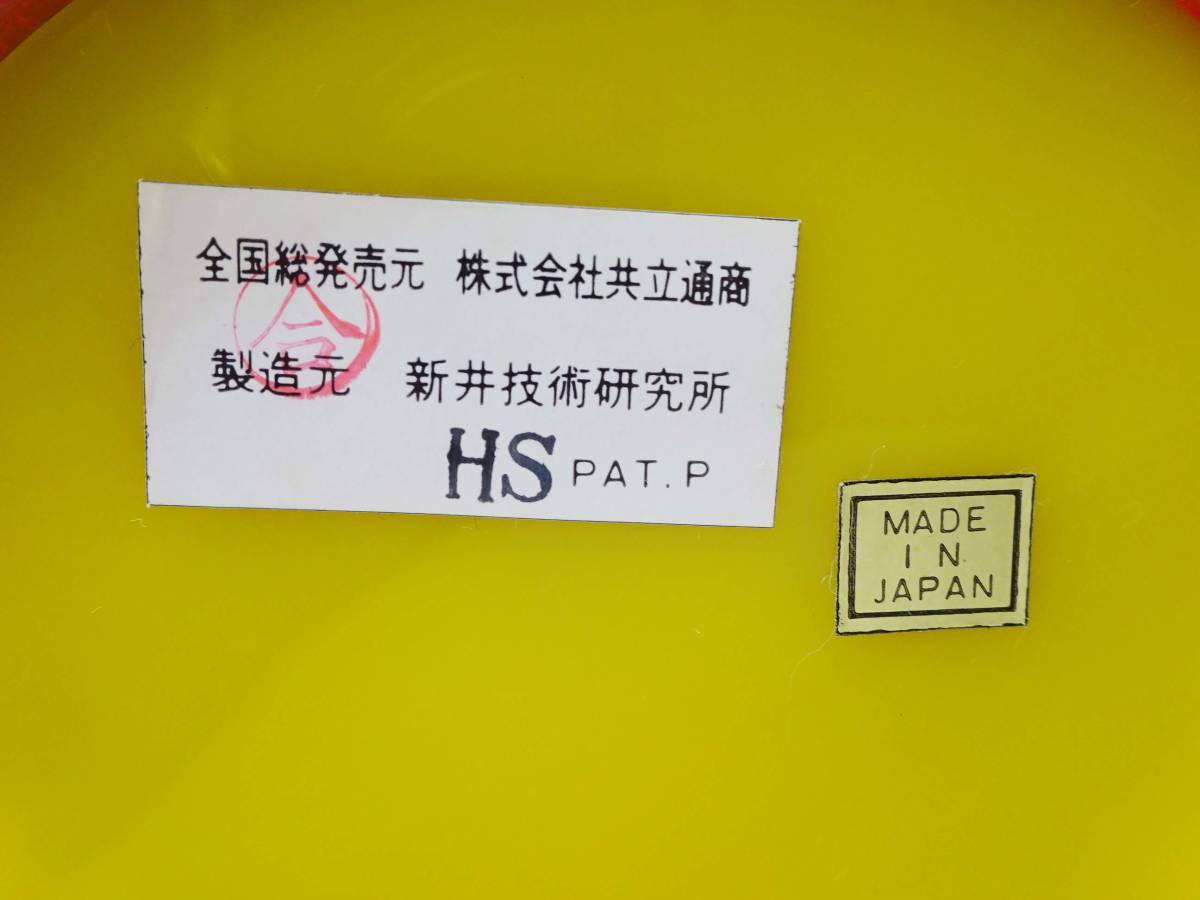 全国総発売元 株式会社共立通商
合
製造元 新井技術研究所
HS PAT.P
MADE
IN
JAPAN